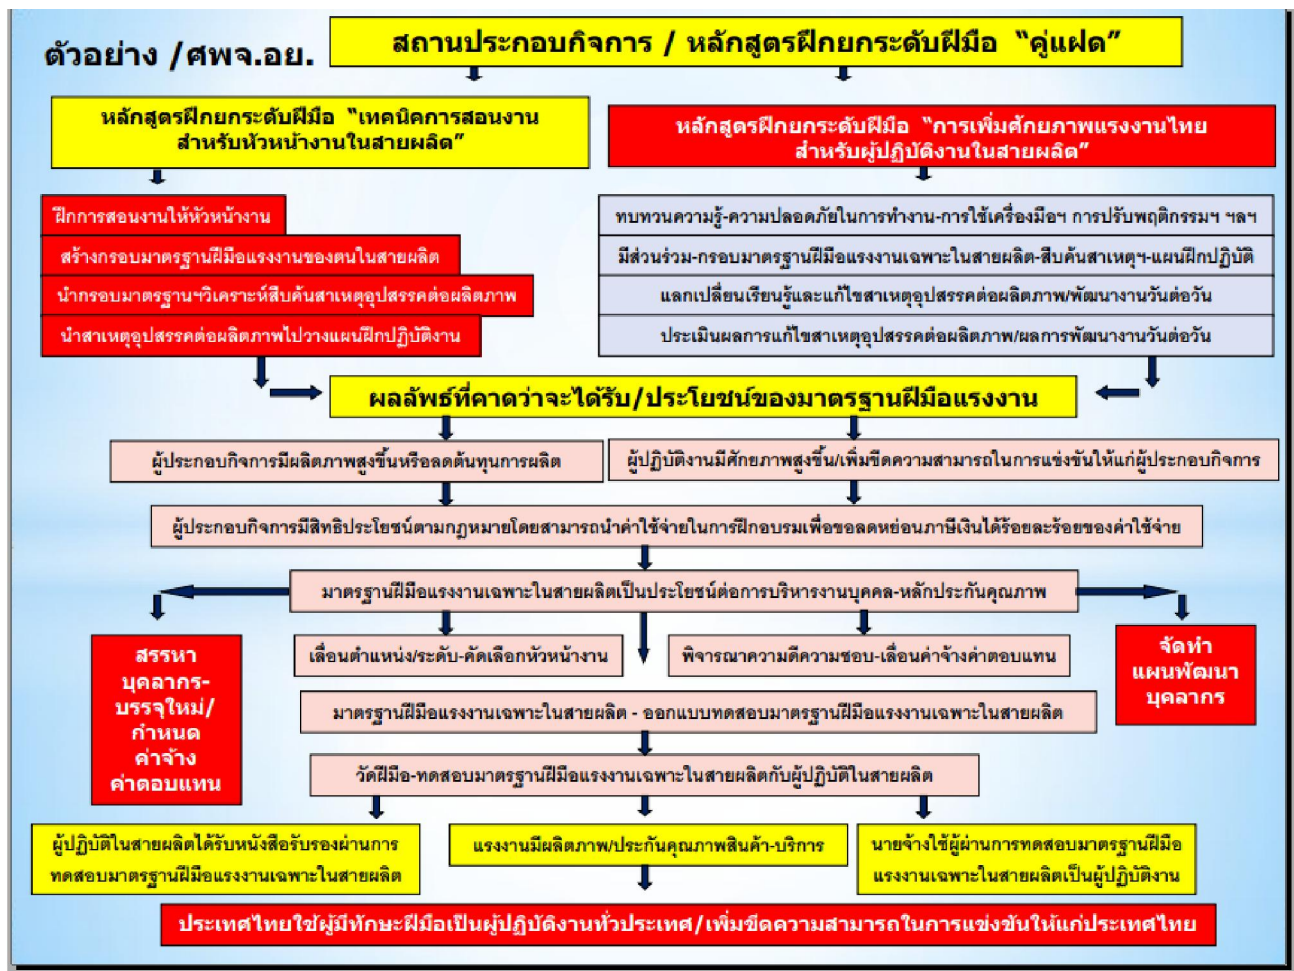 ตัวอย่าง /ศพจ.อย.
สถานประกอบกิจการ / หลักสูตรฝึกยกระดับฝีมือ “คู่แฝด”
หลักสูตรฝึกยกระดับฝีมือ “เทคนิคการสอนงาน
สำหรับหัวหน้างานในสายผลิต”
หลักสูตรฝึกยกระดับฝีมือ “การเพิ่มศักยภาพแรงงานไทย
สำหรับผู้ปฏิบัติงานในสายผลิต”
ฝึกการสอนงานให้หัวหน้างาน
สร้างกรอบมาตรฐานฝีมือแรงงานของตนในสายผลิต
นำกรอบมาตรฐานฯวิเคราะห์สืบค้นสาเหตุอุปสรรคต่อผลิตภาพ
นำสาเหตุอุปสรรคต่อผลิตภาพไปวางแผนฝึกปฏิบัติงาน
ทบทวนความรู้-ความปลอดภัยในการทำงาน-การใช้เครื่องมือฯ การปรับพฤติกรรมฯ ฯลฯ
มีส่วนร่วม-กรอบมาตรฐานฝีมือแรงงานเฉพาะในสายผลิต-สืบค้นสาเหตุฯ-แผนฝึกปฏิบัติ
แลกเปลี่ยนเรียนรู้และแก้ไขสาเหตุอุปสรรคต่อผลิตภาพ/พัฒนางานวันต่อวัน
ประเมินผลการแก้ไขสาเหตุอุปสรรคต่อผลิตภาพ/ผลการพัฒนางานวันต่อวัน
ผลลัพธ์ที่คาดว่าจะได้รับ/ประโยชน์ของมาตรฐานฝีมือแรงงาน
ผู้ประกอบกิจการมีผลิตภาพสูงขึ้นหรือลดต้นทุนการผลิต
ผู้ปฏิบัติงานมีศักยภาพสูงขึ้น/เพิ่มขีดความสามารถในการแข่งขันให้แก่ผู้ประกอบกิจการ
ผู้ประกอบกิจการมีสิทธิประโยชน์ตามกฎหมายโดยสามารถนำค่าใช้จ่ายในการฝึกอบรมเพื่อขอลดหย่อนภาษีเงินได้ร้อยละร้อยของค่าใช้จ่าย
มาตรฐานฝีมือแรงงานเฉพาะในสายผลิตเป็นประโยชน์ต่อการบริหารงานบุคคล-หลักประกันคุณภาพ
สรรหา
บุคลากร-
บรรจุใหม่/
กำหนด
ค่าจ้าง
ค่าตอบแทน
เลื่อนตำแหน่ง/ระดับ-คัดเลือกหัวหน้างาน
พิจารณาความดีความชอบ-เลื่อนค่าจ้างค่าตอบแทน
จัดทำ
แผนพัฒนา
บุคลากร
มาตรฐานฝีมือแรงงานเฉพาะในสายผลิต - ออกแบบทดสอบมาตรฐานฝีมือแรงงานเฉพาะในสายผลิต
วัดฝีมือ-ทดสอบมาตรฐานฝีมือแรงงานเฉพาะในสายผลิตกับผู้ปฏิบัติในสายผลิต
ผู้ปฏิบัติในสายผลิตได้รับหนังสือรับรองผ่านการ
ทดสอบมาตรฐานฝีมือแรงงานเฉพาะในสายผลิต
แรงงานมีผลิตภาพ/ประกันคุณภาพสินค้า-บริการ
นายจ้างใช้ผู้ผ่านการทดสอบมาตรฐานฝีมือ
แรงงานเฉพาะในสายผลิตเป็นผู้ปฏิบัติงาน
ประเทศไทยใช้ผู้มีทักษะฝีมือเป็นผู้ปฏิบัติงานทั่วประเทศ/เพิ่มขีดความสามารถในการแข่งขันให้แก่ประเทศไทย